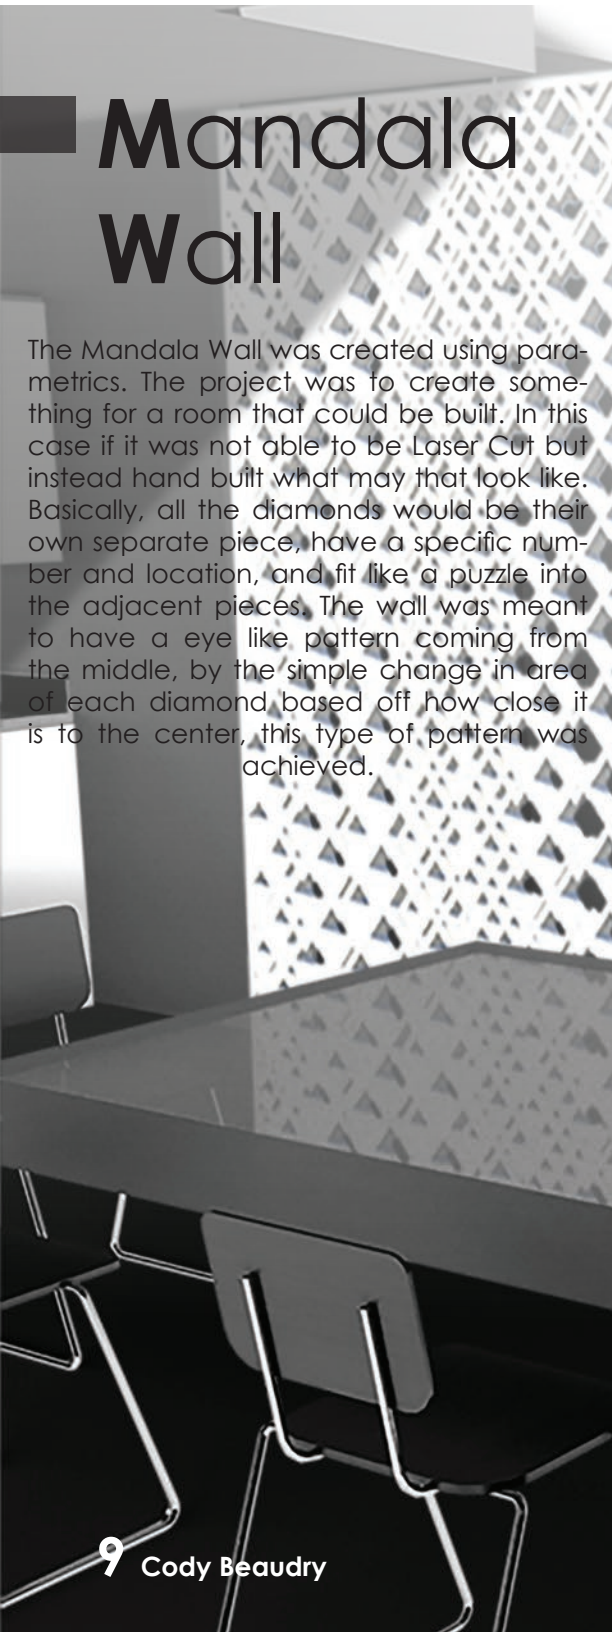 Mandala
Wall
The Mandala Wall was created using para-
metrics. The project was to create some-
thing for a room that could be built. In this
case if it was not able to be Laser Cut but
instead hand built what may that look like.
Basically, all the diamonds would be their
own separate piece, have a specific num-
ber and location, and fit like a puzzle into
the adjacent pieces. The wall was meant
to have a eye like pattern coming from
the middle, by the simple change in area
of each diamond based off how close it
is to the center, this type of pattern was
achieved.
9 Cody Beaudry